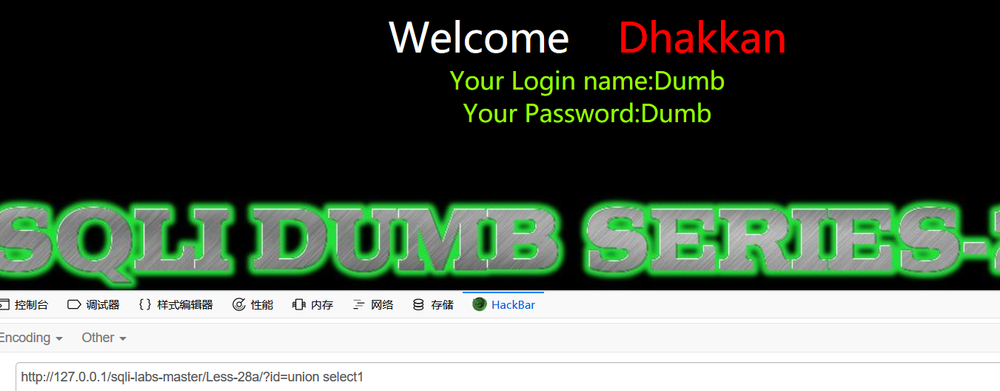 Welcome Dhakkan
Your Login name:Dumb
Your Password:Dumb
SQLI DUMB SERIES-
控制台 调试器 { } 样式编辑器 性能 内存 网络 存储 HackBar
Encoding Other
http://127.0.0.1/sqli-labs-master/Less-28a/?id=union select1